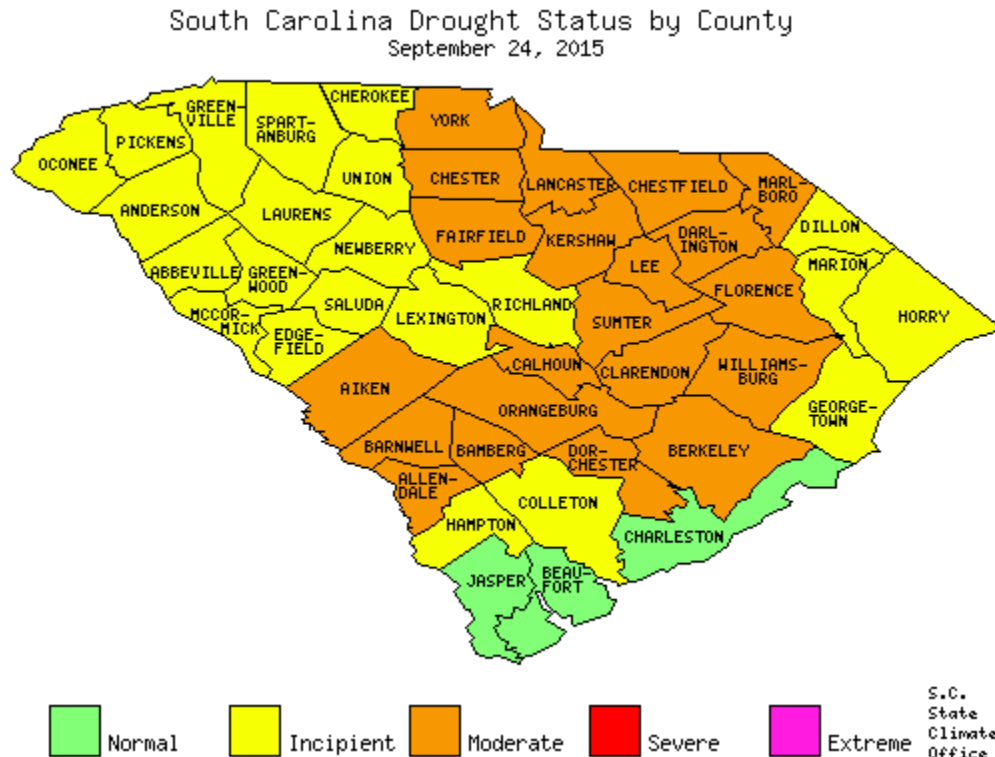 South Carolina Drought Status by County
September 24, 2015
CHEROKEE
GREEN-
VILLE
SPART-
ANBURG
YORK
PICKENS
OCONEE
UNION
CHESTER
LANCASTER
CHESTFIELD
MARL-
BORO
ANDERSON
LAURENS
DILLON
FAIRFIELD
KERSHAW
DARL-
INGTON
NEWBERRY
LEE
MARION
ABBEVILLE
GREEN-
WOOD
FLORENCE
SALUDA
RICHLAND
MCCOR-
MICK
LEXINGTON
SUMTER
HORRY
EDGE-
FIELD
CALHOUN
CLARENDON
WILLIAMS-
BURG
AIKEN
ORANGEBURG
GEORGE-
TOWN
BARNWELL
BAMBERG
DOR-
CHESTER
BERKELEY
ALLEN-
DALE
COLLETON
HAMPTON
CHARLESTON
JASPER
BEAU-
FORT
Normal
Incipient
Moderate
Severe
Extreme
S.C.
State
Climate
Office